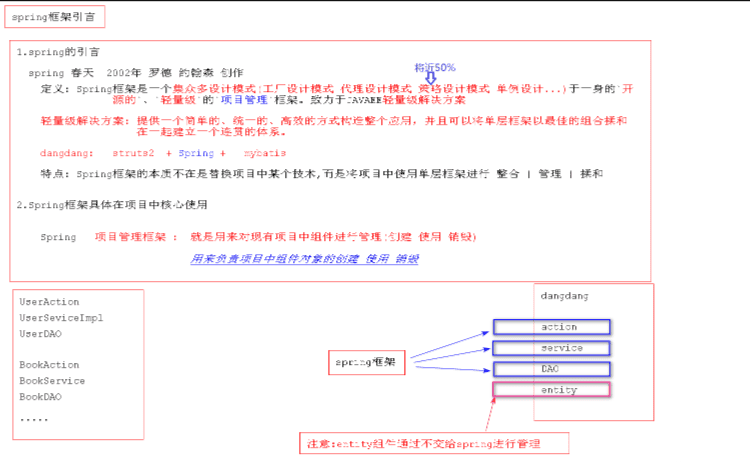 spring框架引言
1.spring的引言
spring 春天 2002年 罗德 约翰森 创作
将近50%
定义: Spring框架是一个集众多设计模式(工厂设计模式 代理设计模式 策略设计模式 单例设计...)于一身的'开
源的'、'轻量级'的'项目管理'框架。致力于JAVAEE轻量级解决方案
轻量级解决方案: 提供一个简单的、统一的、高效的方式构造整个应用,并且可以将单层框架以最佳的组合揉和
在一起建立一个连贯的体系。
dangdang: struts2 + Spring + mybatis
特点: Spring框架的本质不在是替换项目中某个技术,而是将项目中使用单层框架进行 整合 | 管理 | 揉和
2.Spring框架具体在项目中核心使用
Spring 项目管理框架 : 就是用来对现有项目中组件进行管理(创建 使用 销毁)
用来负责项目中组件对象的创建 使用 销毁
UserAction
UserSeviceImpl
UserDAO
BookAction
BookService
BookDAO
.....
spring框架
dangdang
action
service
DAO
entity
注意:entity组件通过不交给spring进行管理